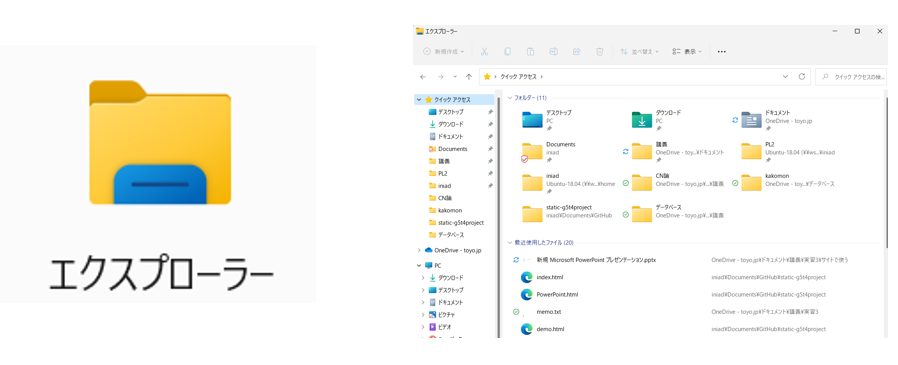 エクスプローラー
エクスプローラー
新規作成
並べ替え
表示
クイック アクセス
クイック アクセスの検...
クイック アクセス
デスクトップ
ダウンロード
ドキュメント
Documents
講義
PL2
iniad
CN論
kakomon
static-g5t4project
データベース
OneDrive - toyo.jp
PC
ダウンロード
デスクトップ
ドキュメント
ピクチャ
ビデオ
フォルダー (11)
デスクトップ
PC
ダウンロード
PC
ドキュメント
OneDrive - toyo.jp
Documents
講義
OneDrive - toy...¥ドキュメント
PL2
Ubuntu-18.04 (¥¥ws...¥iniad
iniad
Ubuntu-18.04 (¥¥w...¥home
CN論
OneDrive - toyo.jp¥...¥講義
kakomon
OneDrive - toy...¥データベース
static-g5t4project
iniad¥Documents¥GitHub
データベース
OneDrive - toyo.jp¥...¥講義
最近使用したファイル (20)
新規 Microsoft PowerPoint プレゼンテーション.pptx
OneDrive - toyo.jp¥ドキュメント¥講義¥実習3¥サイトで使う
index.html
iniad¥Documents¥GitHub¥static-g5t4project
PowerPoint.html
iniad¥Documents¥GitHub¥static-g5t4project
memo.txt
OneDrive - toyo.jp¥ドキュメント¥講義¥実習3
demo.html
iniad¥Documents¥GitHub¥static-g5t4project